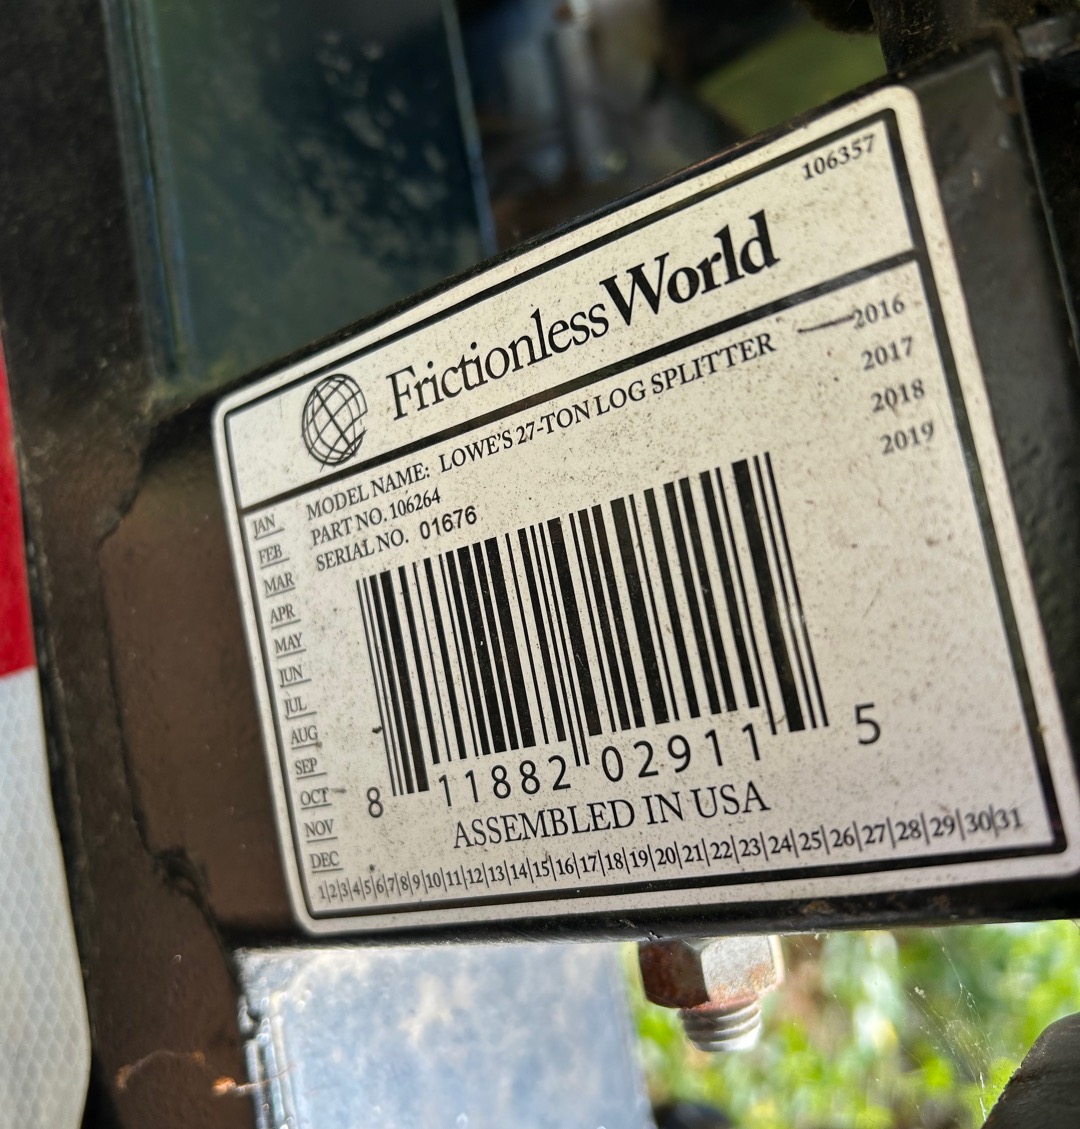 106357
FrictionlessWorld
MODEL NAME: LOWE'S 27-TON LOG SPLITTER
PART NO. 106264
SERIAL NO. 01676
2016
2017
2018
2019
JAN
FEB
MAR
APR
MAY
JUN
JUL
AUG
SEP
OCT
NOV
DEC
8 11882 02911 5
ASSEMBLED IN USA
1|2|3|4|5|6|7|8|9|10|11|12|13|14|15|16|17|18|19|20|21|22|23|24|25|26|27|28|29|30|31